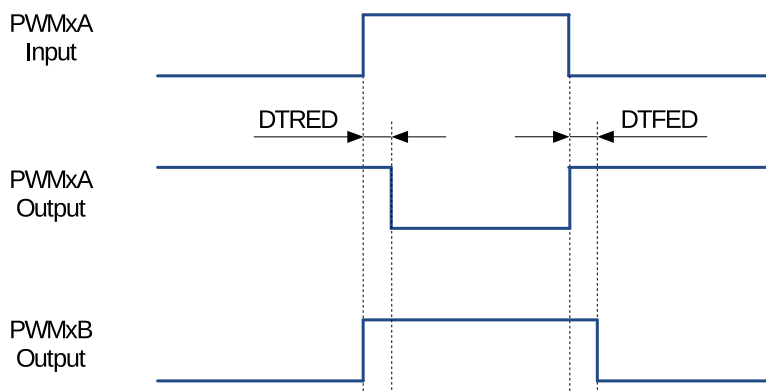 PWMxA
Input
DTRED
DTFED
PWMxA
Output
PWMxB
Output